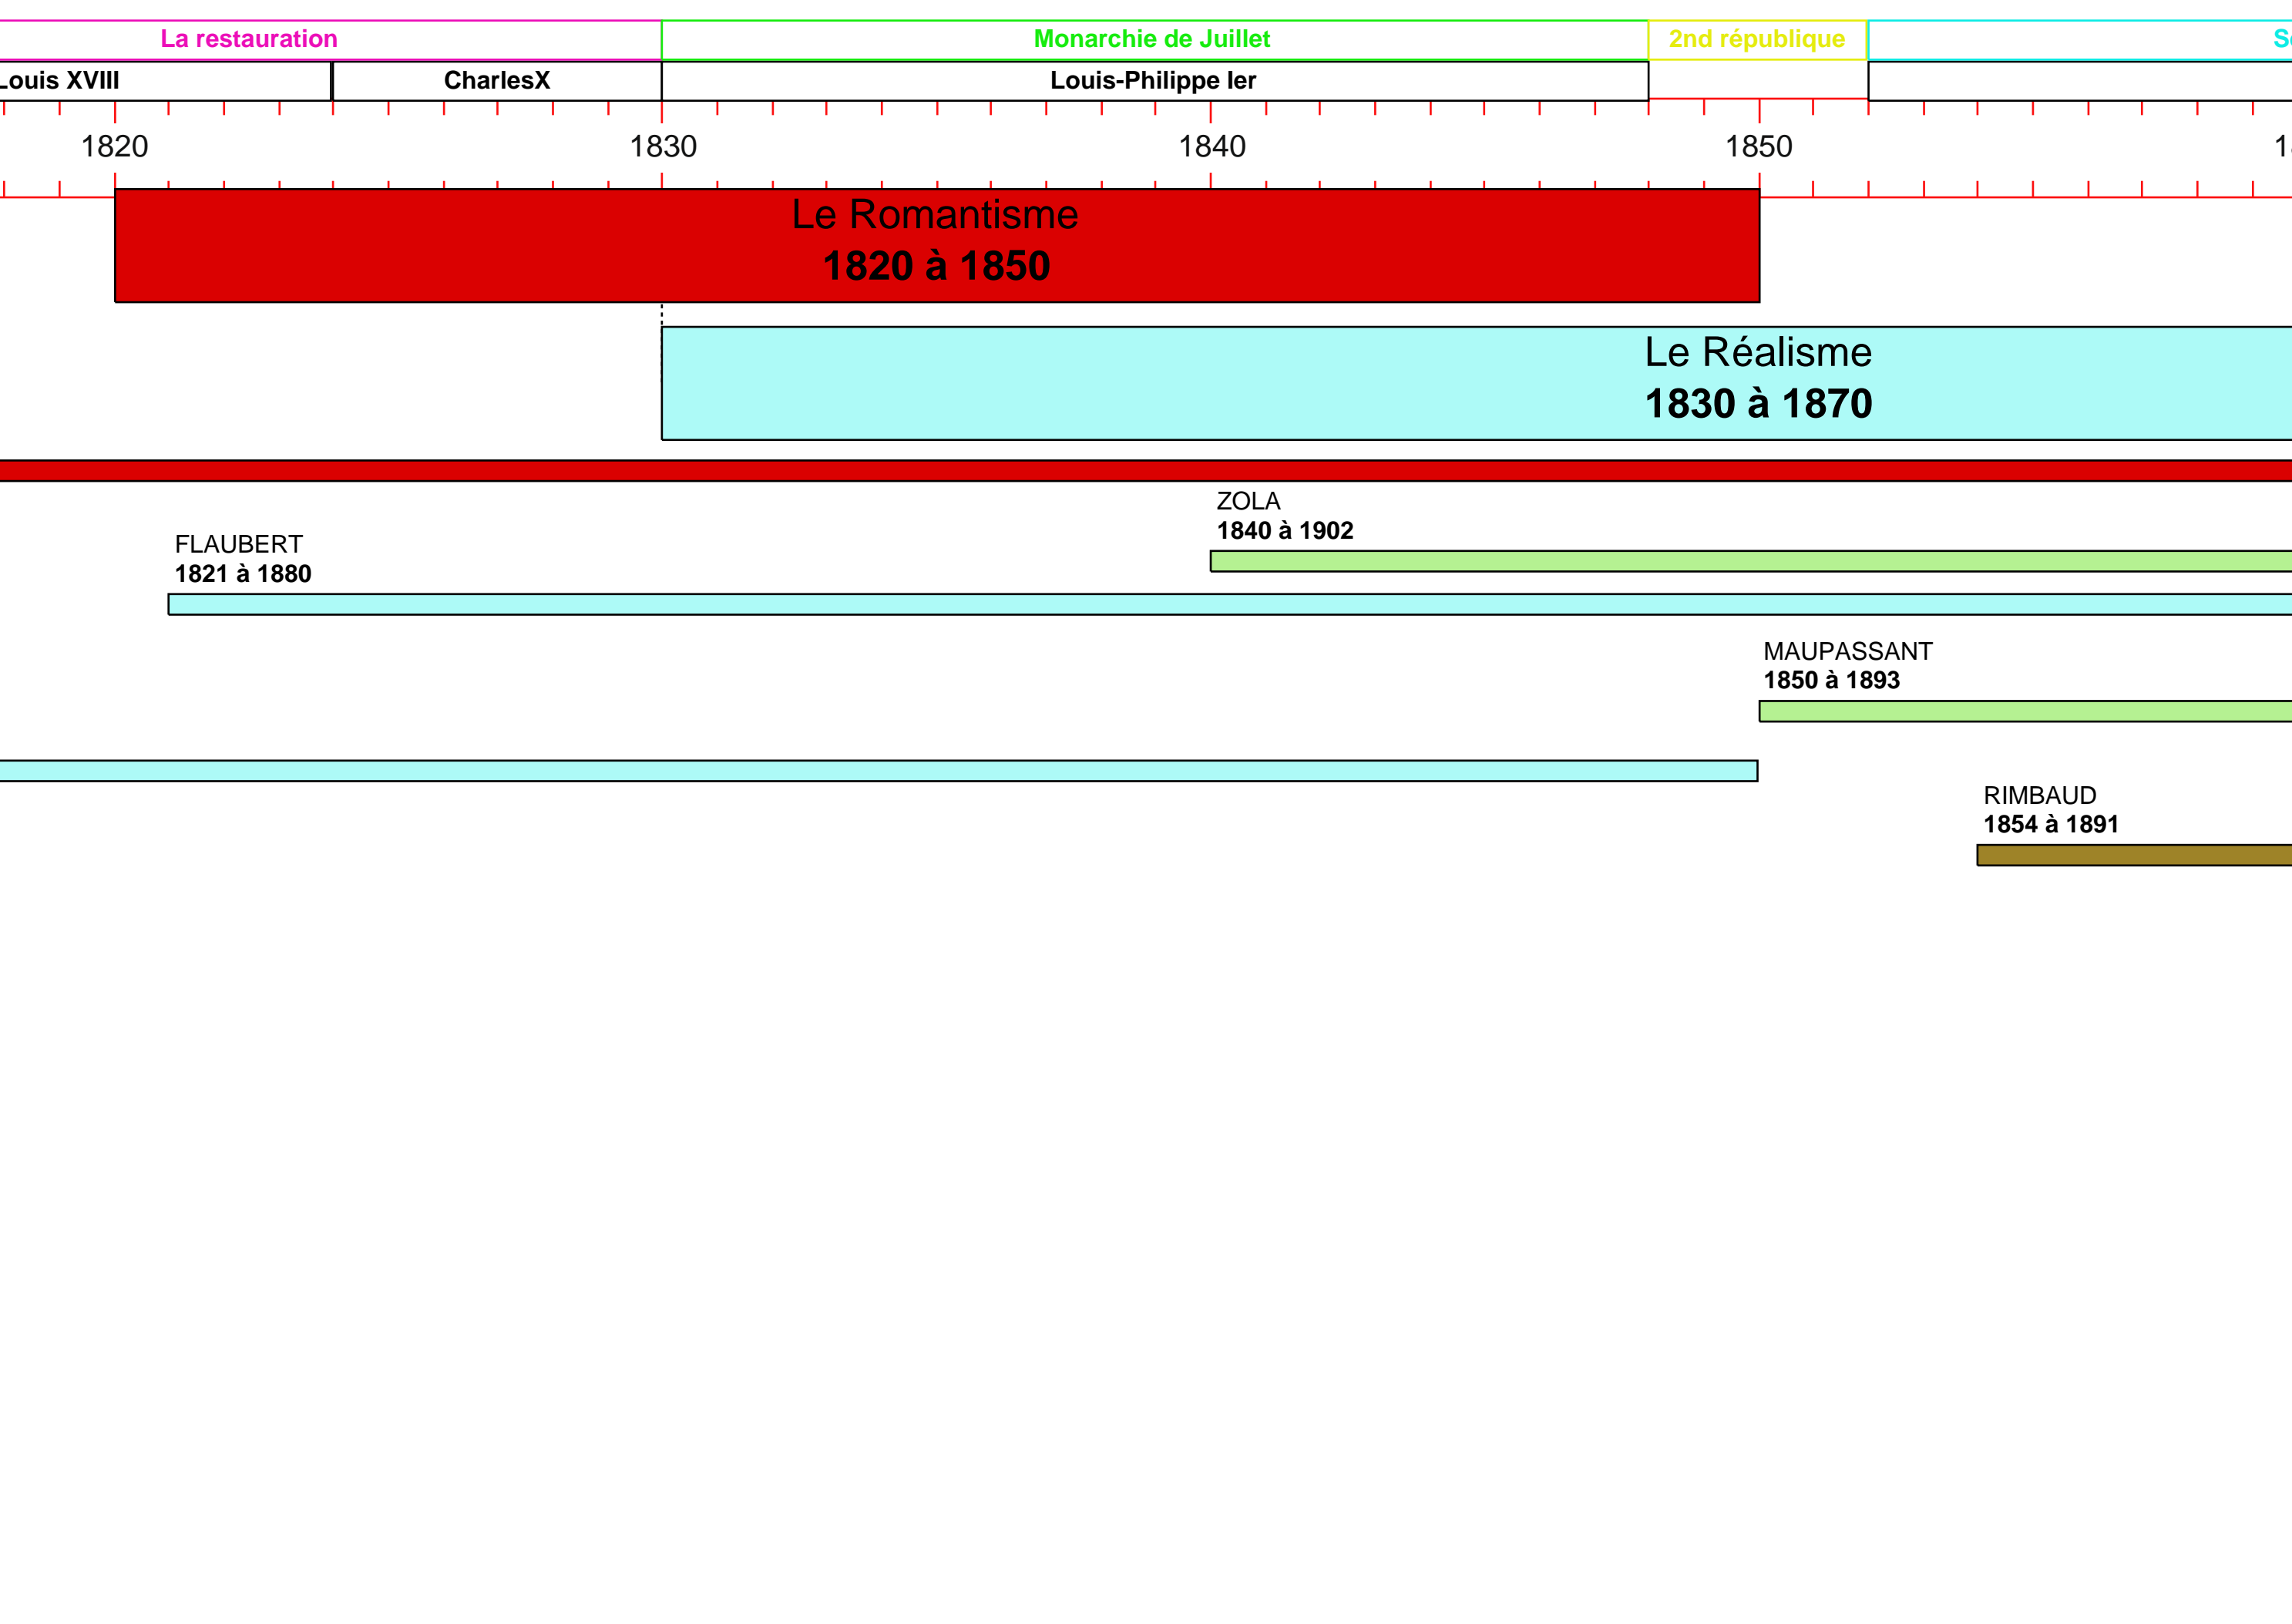 La restauration
Monarchie de Juillet
2nd république
Louis XVIII
CharlesX
Louis-Philippe Ier
1820
1830
1840
1850
Le Romantisme
1820 à 1850
Le Réalisme
1830 à 1870
ZOLA
1840 à 1902
FLAUBERT
1821 à 1880
MAUPASSANT
1850 à 1893
RIMBAUD
1854 à 1891